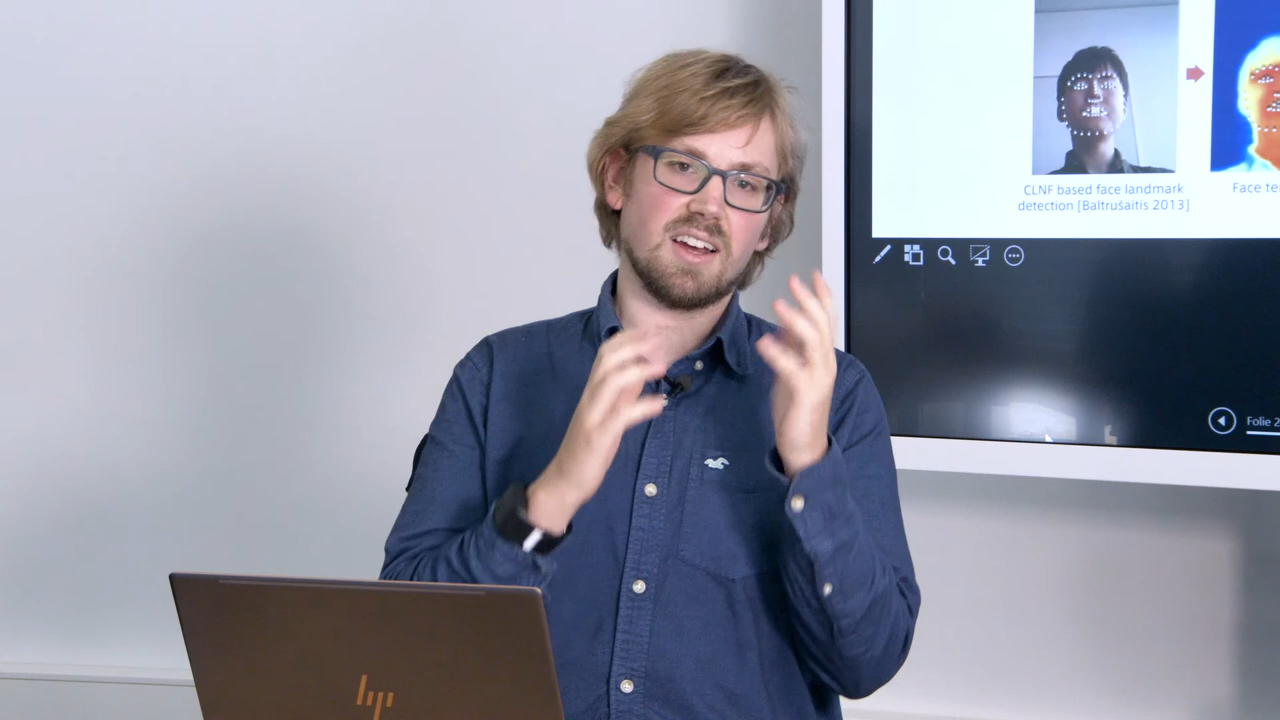 CLNF based face landmark
detection [Baltrušaitis 2013]
Face te
Folie 2
hp